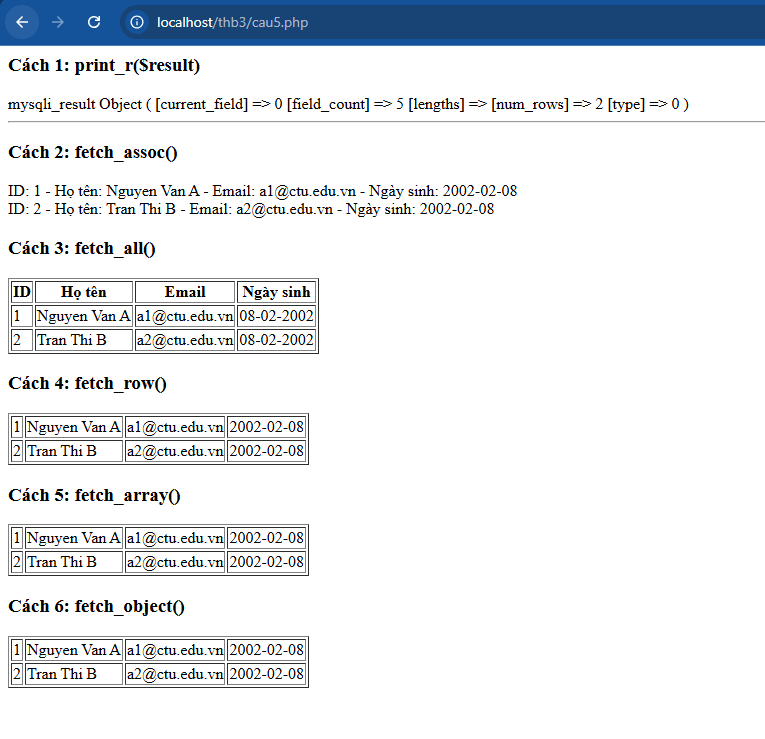 localhost/thb3/cau5.php
Cách 1: print_r($result)
mysqli_result Object ( [current_field] => 0 [field_count] => 5 [lengths] => [num_rows] => 2 [type] => 0 )
Cách 2: fetch_assoc()
ID: 1 - Họ tên: Nguyen Van A - Email: a1@ctu.edu.vn - Ngày sinh: 2002-02-08
ID: 2 - Họ tên: Tran Thi B - Email: a2@ctu.edu.vn - Ngày sinh: 2002-02-08
Cách 3: fetch_all()
ID Họ tên Email Ngày sinh
1 Nguyen Van A a1@ctu.edu.vn 08-02-2002
2 Tran Thi B a2@ctu.edu.vn 08-02-2002
Cách 4: fetch_row()
1 Nguyen Van A a1@ctu.edu.vn 2002-02-08
2 Tran Thi B a2@ctu.edu.vn 2002-02-08
Cách 5: fetch_array()
1 Nguyen Van A a1@ctu.edu.vn 2002-02-08
2 Tran Thi B a2@ctu.edu.vn 2002-02-08
Cách 6: fetch_object()
1 Nguyen Van A a1@ctu.edu.vn 2002-02-08
2 Tran Thi B a2@ctu.edu.vn 2002-02-08